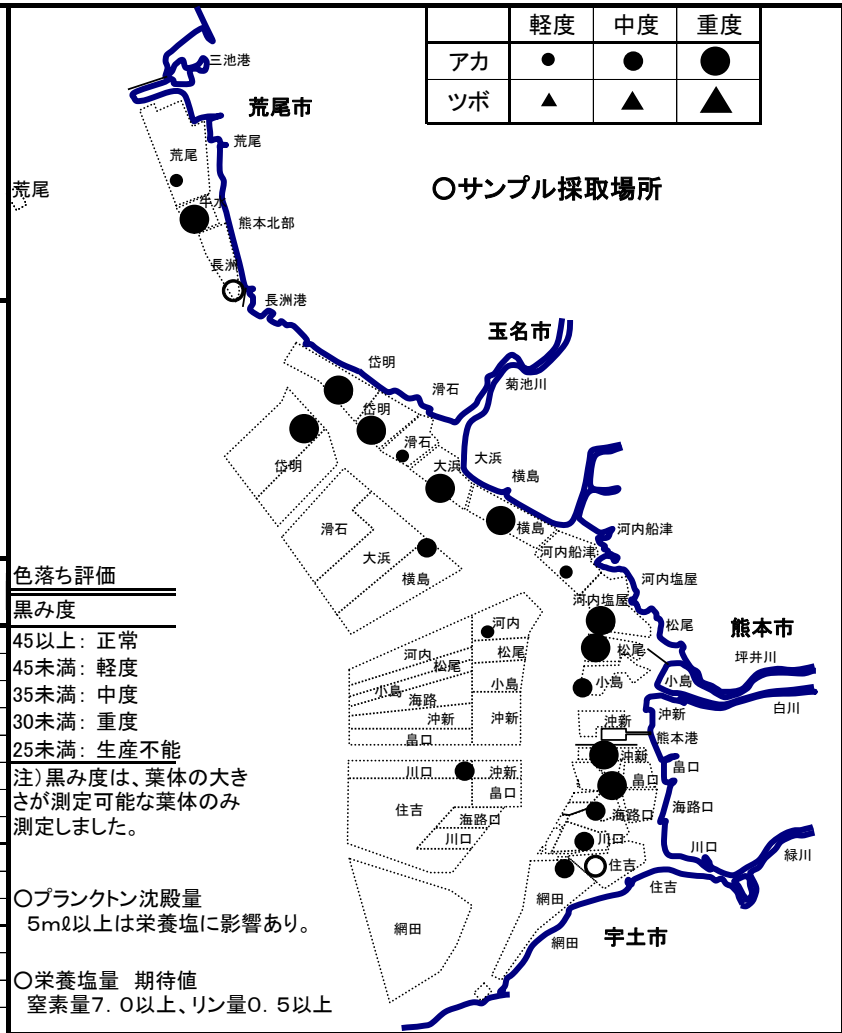 軽度 中度 重度
アカ
ツボ
三池港
荒尾市
荒尾
荒尾
荒尾
○サンプル採取場所
牛水
熊本北部
長洲
長洲港
玉名市
岱明
滑石
菊池川
岱明
滑石
大浜
大浜
岱明
横島
横島
滑石
大浜
横島
河内船津
河内船津
河内塩屋
河内塩屋
色落ち評価
黒み度
45以上: 正常
45未満: 軽度
35未満: 中度
30未満: 重度
25未満: 生産不能
注)黒み度は、葉体の大き
さが測定可能な葉体のみ
測定しました。
河内
松尾
熊本市
河内
松尾
松尾
坪井川
松尾
小島
小島
小島
小島
白川
海路
沖新
沖新
沖新
沖新
熊本港
畠口
沖新
川口
沖新
畠口
畠口
畠口
住吉
海路口
海路口
海路口
川口
川口
川口
緑川
住吉
住吉
網田
網田
網田
宇土市
○プランクトン沈殿量
5mℓ以上は栄養塩に影響あり。
○栄養塩量 期待値
窒素量7.0以上、リン量0.5以上